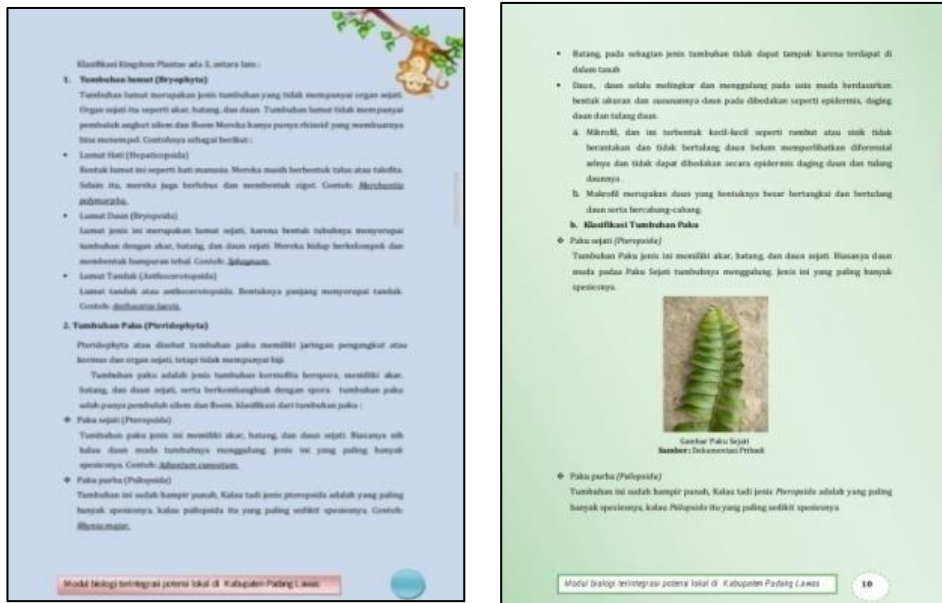 Klasifikasi Kingdom Plantae ada 3, antara lain :
1. Tumbuhan lumut (Bryophyta)
Tumbuhan lumut merupakan jenis tumbuhan yang tidak mempunyai organ sejati.
Organ sejati itu seperti akar, batang, dan daun. Tumbuhan lumut tidak mempunyai
pembuluh angkut xilem dan floem Mereka hanya punya rhizoid yang membuatnya
bisa menempel. Contohnya sebagai berikut :
• Lumut Hati (Hepaticopsida)
Bentuk lumut ini seperti hati manusia. Mereka masih berbentuk talus atau talofita.
Selain itu, mereka juga berlobus dan membentuk zigot. Contoh: Marchantia
polymorpha.
• Lumut Daun (Bryopsida)
Lumut jenis ini merupakan lumut sejati, karena bentuk tubuhnya menyerupai
tumbuhan dengan akar, batang, dan daun sejati. Mereka hidup berkelompok dan
membentuk hamparan tebal. Contoh: Sphagnum.
• Lumut Tanduk (Anthocerotopsida)
Lumut tanduk atau anthocerotopsida. Bentuknya panjang menyerupai tanduk.
Contoh: Anthocerus laevis.
2. Tumbuhan Paku (Pteridophyta)
Pteridophyta atau disebut tumbuhan paku memiliki jaringan pengangkut atau
kormus dan organ sejati, tetapi tidak mempunyai biji.
Tumbuhan paku adalah jenis tumbuhan kormofita berspora, memiliki akar,
batang, dan daun sejati, serta berkembangbiak dengan spora. tumbuhan paku
udah punya pembuluh xilem dan floem. klasifikasi dari tumbuhan paku :
❖ Paku sejati (Pteropsida)
Tumbuhan paku jenis ini memiliki akar, batang, dan daun sejati. Biasanya nih
kalau daun muda tumbuhnya menggulung. jenis ini yang paling banyak
spesiesnya. Contoh: Adiantum cuneatum.
❖ Paku purba (Psilopsida)
Tumbuhan ini sudah hampir punah, Kalau tadi jenis pteropsida adalah yang paling
banyak spesiesnya, kalau psilopsida itu yang paling sedikit spesiesnya. Contoh:
Rhynia major.
Modul biologi terintegrasi potensi lokal di Kabupaten Padang Lawas
• Batang, pada sebagian jenis tumbuhan tidak dapat tampak karena terdapat di
dalam tanah
• Daun, daun selalu melingkar dan menggulung pada usia muda berdasarkan
bentuk ukuran dan susunannya daun pada dibedakan seperti epidermis, daging
daun dan tulang daun.
a. Mikrofil, dan ini terbentuk kecil-kecil seperti rambut atau sisik tidak
berastakan dan tidak bertulang daun belum memperlihatkan diferensial
selnya dan tidak dapat dibedakan secara epidermis daging daun dan tulang
daunnya .
b. Makrofil merupakan daun yang bentuknya besar bertangkai dan bertulang
daun serta bercabang-cabang.
b. Klasifikasi Tumbuhan Paku
❖ Paku sejati (Pteropsida)
Tumbuhan Paku jenis ini memiliki akar, batang, dan daun sejati. Biasanya daun
muda padaa Paku Sejati tumbuhnya menggulung. jenis ini yang paling banyak
spesiesnya.
Gambar Paku Sejati
Sumber: Dokumentasi Pribadi
❖ Paku purba (Psilopsida)
Tumbuhan ini sudah hampir punah, Kalau tadi jenis Pteropsida adalah yang paling
banyak spesiesnya, kalau Psilopsida itu yang paling sedikit spesiesnya
Modul biologi terintegrasi potensi lokal di Kabupaten Padang Lawas
10